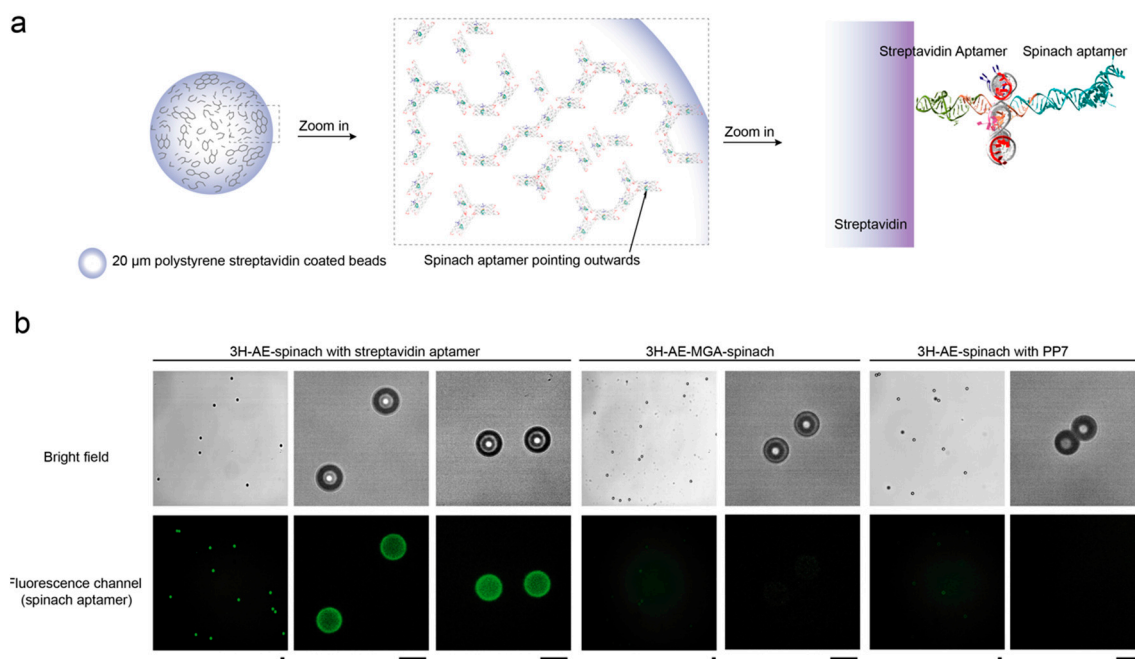 a
Streptavidin Aptamer
Spinach aptamer
Zoom in
Zoom in
Streptavidin
20 μm polystyrene streptavidin coated beads
Spinach aptamer pointing outwards
b
3H-AE-spinach with streptavidin aptamer
3H-AE-MGA-spinach
3H-AE-spinach with PP7
Bright field
Fluorescence channel
(spinach aptamer)